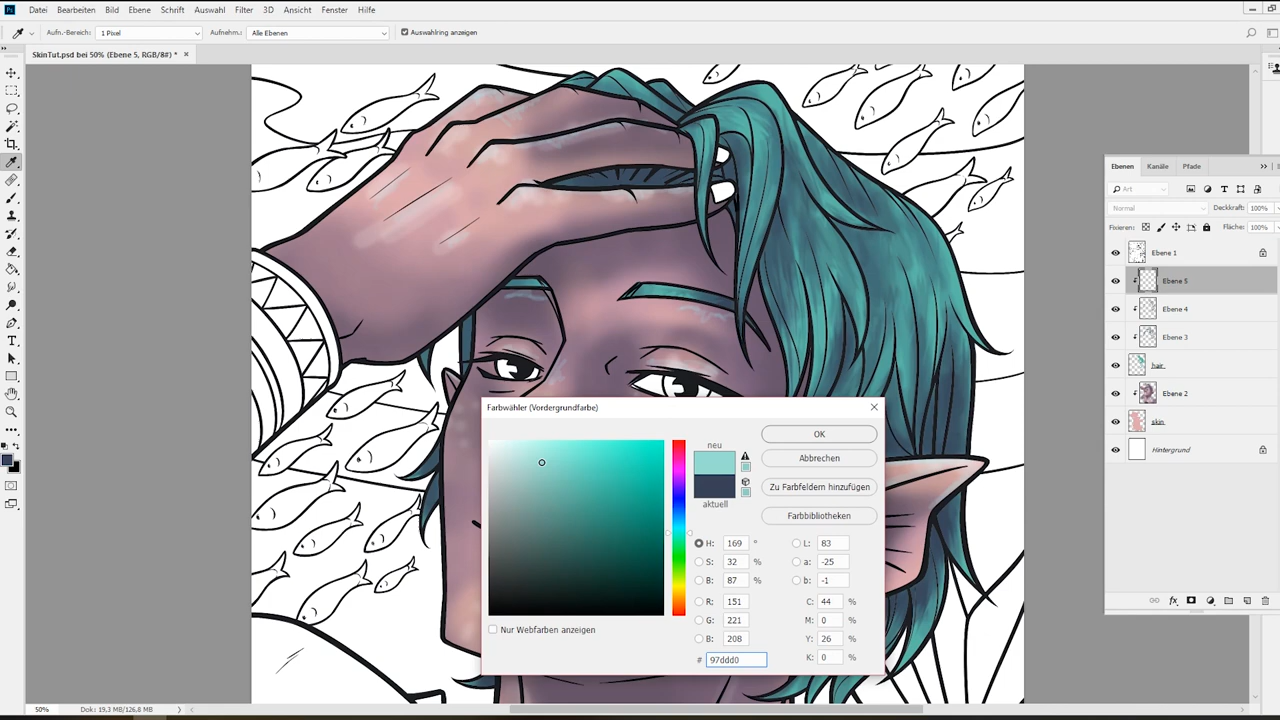 Ps Datei Bearbeiten Bild Ebene Schrift Auswahl Filter 3D Ansicht Fenster Hilfe
Aufn.-Bereich: 1 Pixel Aufnehm.: Alle Ebenen Auswahlring anzeigen
SkinTut.psd bei 50% (Ebene 5, RGB/8#) * ×
Ebenen Kanäle Pfade
Art
Normal Deckkraft: 100%
Fixieren: Fläche: 100%
Ebene 1
Ebene 5
Ebene 4
Ebene 3
hair
Ebene 2
skin
Hintergrund
Farbwähler (Vordergrundfarbe)
neu
aktuell
OK
Abbrechen
Zu Farbfeldern hinzufügen
Farbbibliotheken
H: 169 ° L: 83
S: 32 % a: -25
B: 87 % b: -1
R: 151 C: 44 %
G: 221 M: 0 %
B: 208 Y: 26 %
# 97ddd0 K: 0 %
Nur Webfarben anzeigen
50% Dok: 19,3 MB/126,8 MB
fx